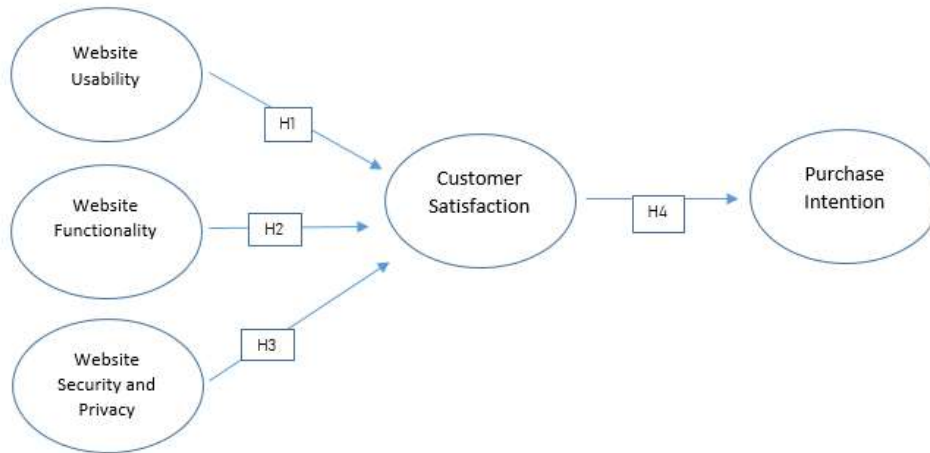 Website
Usability
H1
Website
Functionality
H2
Website
Security and
Privacy
H3
Customer
Satisfaction
H4
Purchase
Intention